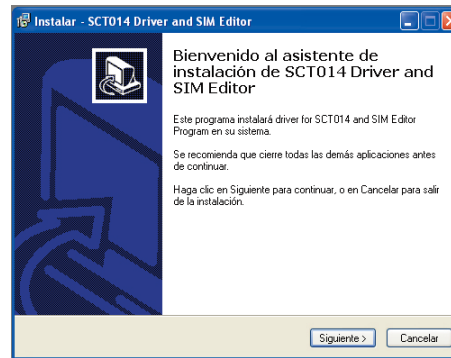 Instalar - SCT014 Driver and SIM Editor
Bienvenido al asistente de
instalación de SCT014 Driver and
SIM Editor
Este programa instalará driver for SCT014 and SIM Editor
Program en su sistema.
Se recomienda que cierre todas las demás aplicaciones antes
de continuar.
Haga clic en Siguiente para continuar, o en Cancelar para salir
de la instalación.
Siguiente >
Cancelar